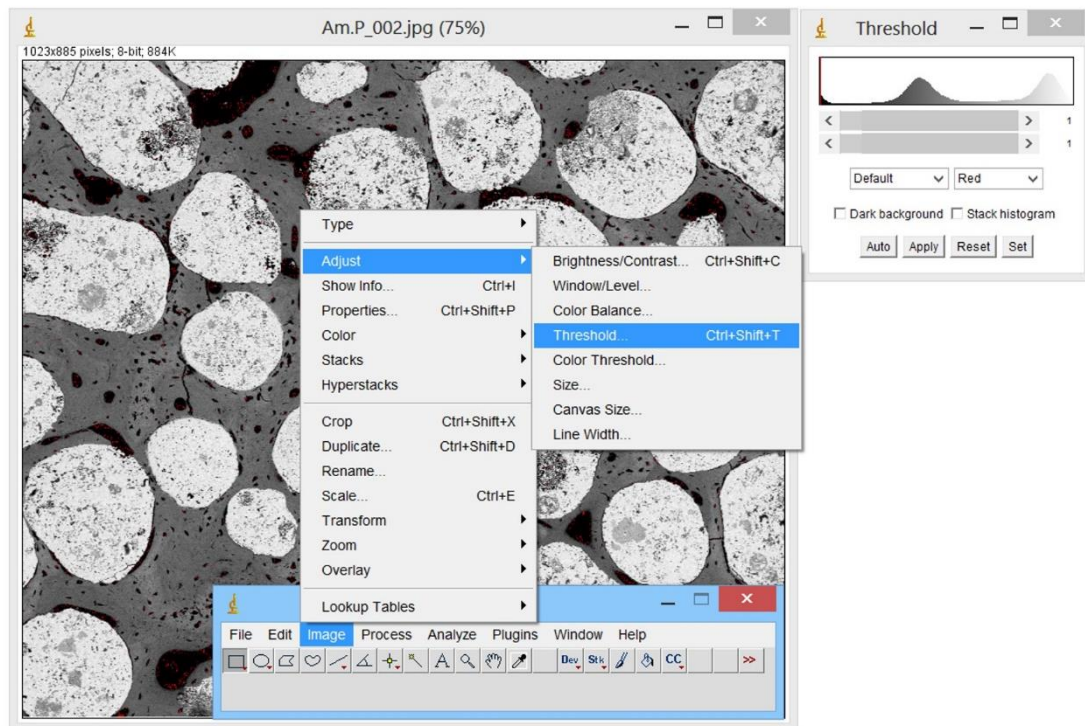 Am.P_002.jpg (75%)
1023x885 pixels; 8-bit; 884K
Type
Adjust
Show Info... Ctrl+I
Properties... Ctrl+Shift+P
Color
Stacks
Hyperstacks
Crop Ctrl+Shift+X
Duplicate... Ctrl+Shift+D
Rename...
Scale... Ctrl+E
Transform
Zoom
Overlay
Lookup Tables
Brightness/Contrast... Ctrl+Shift+C
Window/Level...
Color Balance...
Threshold... Ctrl+Shift+T
Color Threshold...
Size...
Canvas Size...
Line Width...
File Edit Image Process Analyze Plugins Window Help
A Dev Stk CC >>
Threshold
1
1
Default Red
Dark background Stack histogram
Auto Apply Reset Set